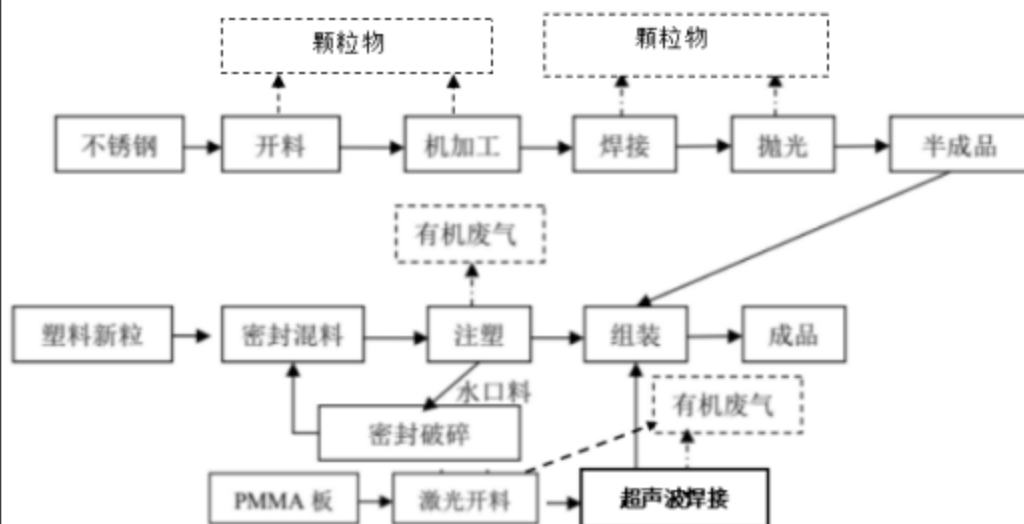 颗粒物
颗粒物
不锈钢
开料
机加工
焊接
抛光
半成品
有机废气
塑料新粒
密封混料
注塑
组装
成品
水口料
有机废气
密封破碎
PMMA 板
激光开料
超声波焊接